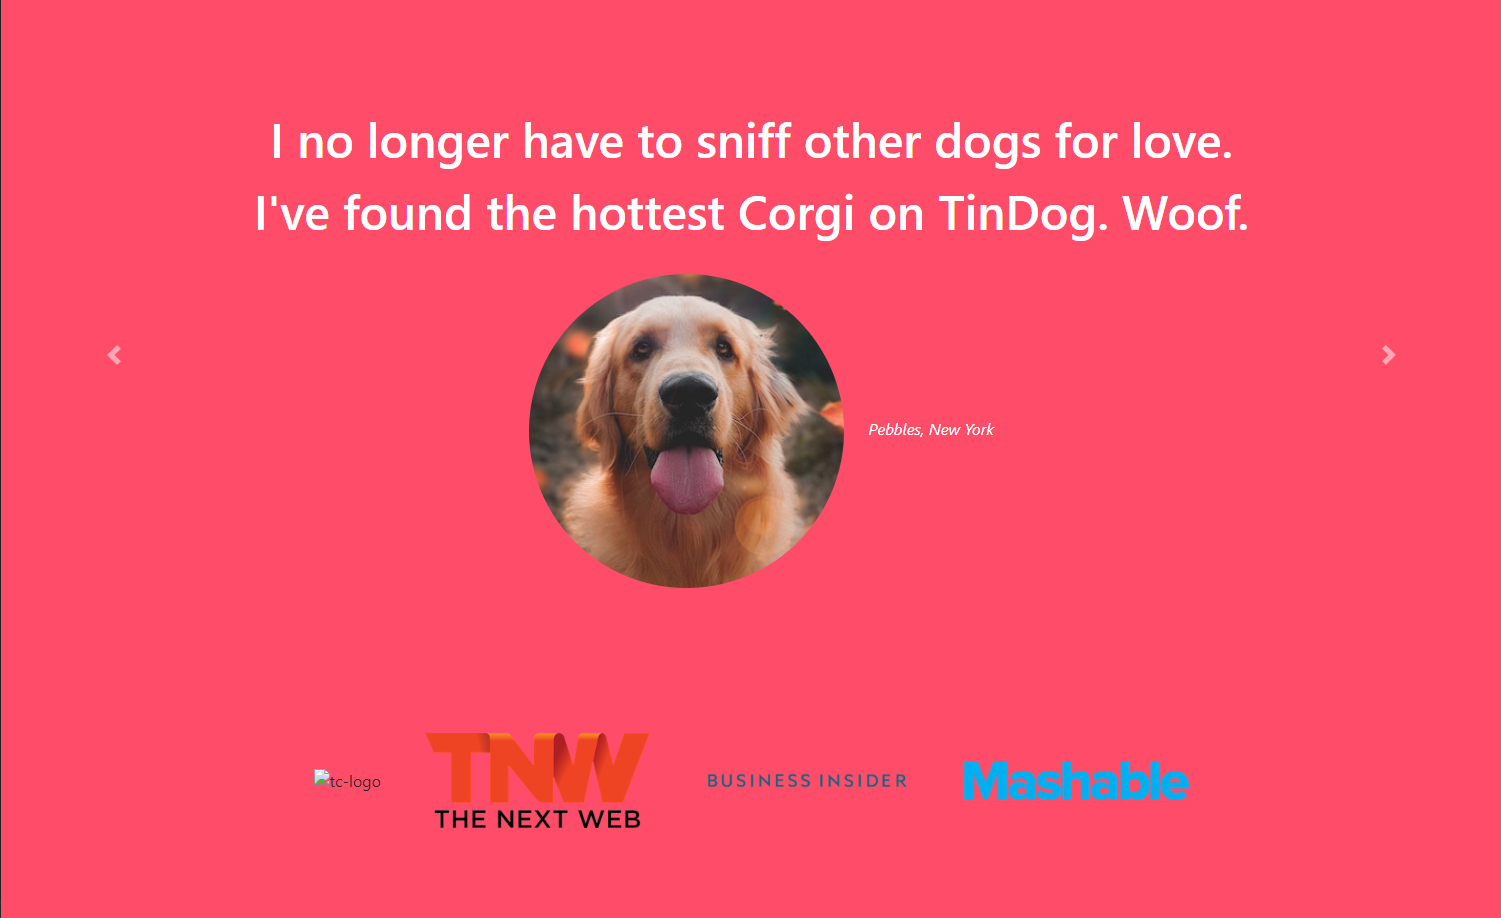 I no longer have to sniff other dogs for love.
I've found the hottest Corgi on TinDog. Woof.
Pebbles, New York
tc-logo
TNW
THE NEXT WEB
BUSINESS INSIDER
Mashable